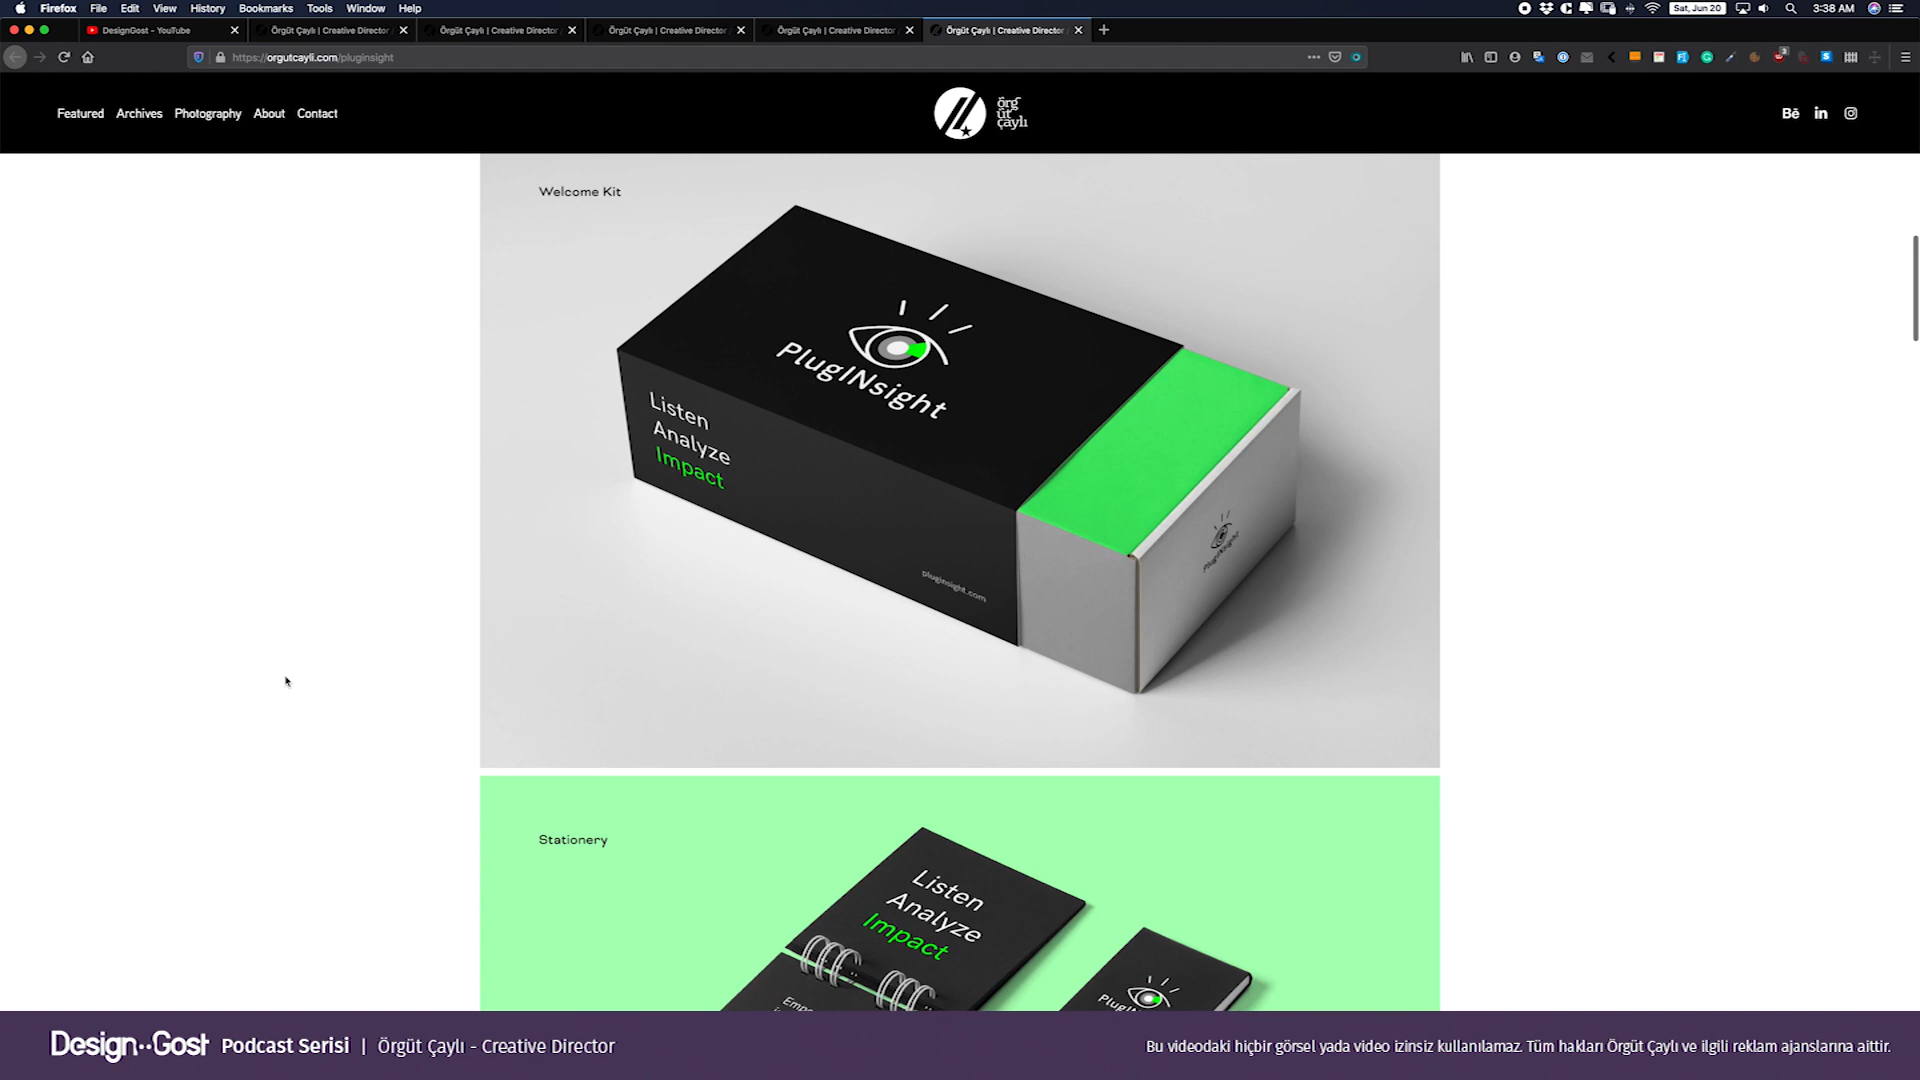 Firefox File Edit View History Bookmarks Tools Window Help Sat, Jun 20 3:38 AM
DesignGost - YouTube Örgüt Çaylı | Creative Director Örgüt Çaylı | Creative Director Örgüt Çaylı | Creative Director Örgüt Çaylı | Creative Director Örgüt Çaylı | Creative Director
https://orgutcayli.com/pluginsight
Featured Archives Photography About Contact
örg
üt
çaylı
Bē in
Welcome Kit
PlugINsight
Listen
Analyze
Impact
pluginsight.com
PlugINsight
Stationery
Listen
Analyze
Impact
Design··Gost Podcast Serisi | Örgüt Çaylı - Creative Director
Bu videodaki hiçbir görsel yada video izinsiz kullanılamaz. Tüm hakları Örgüt Çaylı ve ilgili reklam ajanslarına aittir.